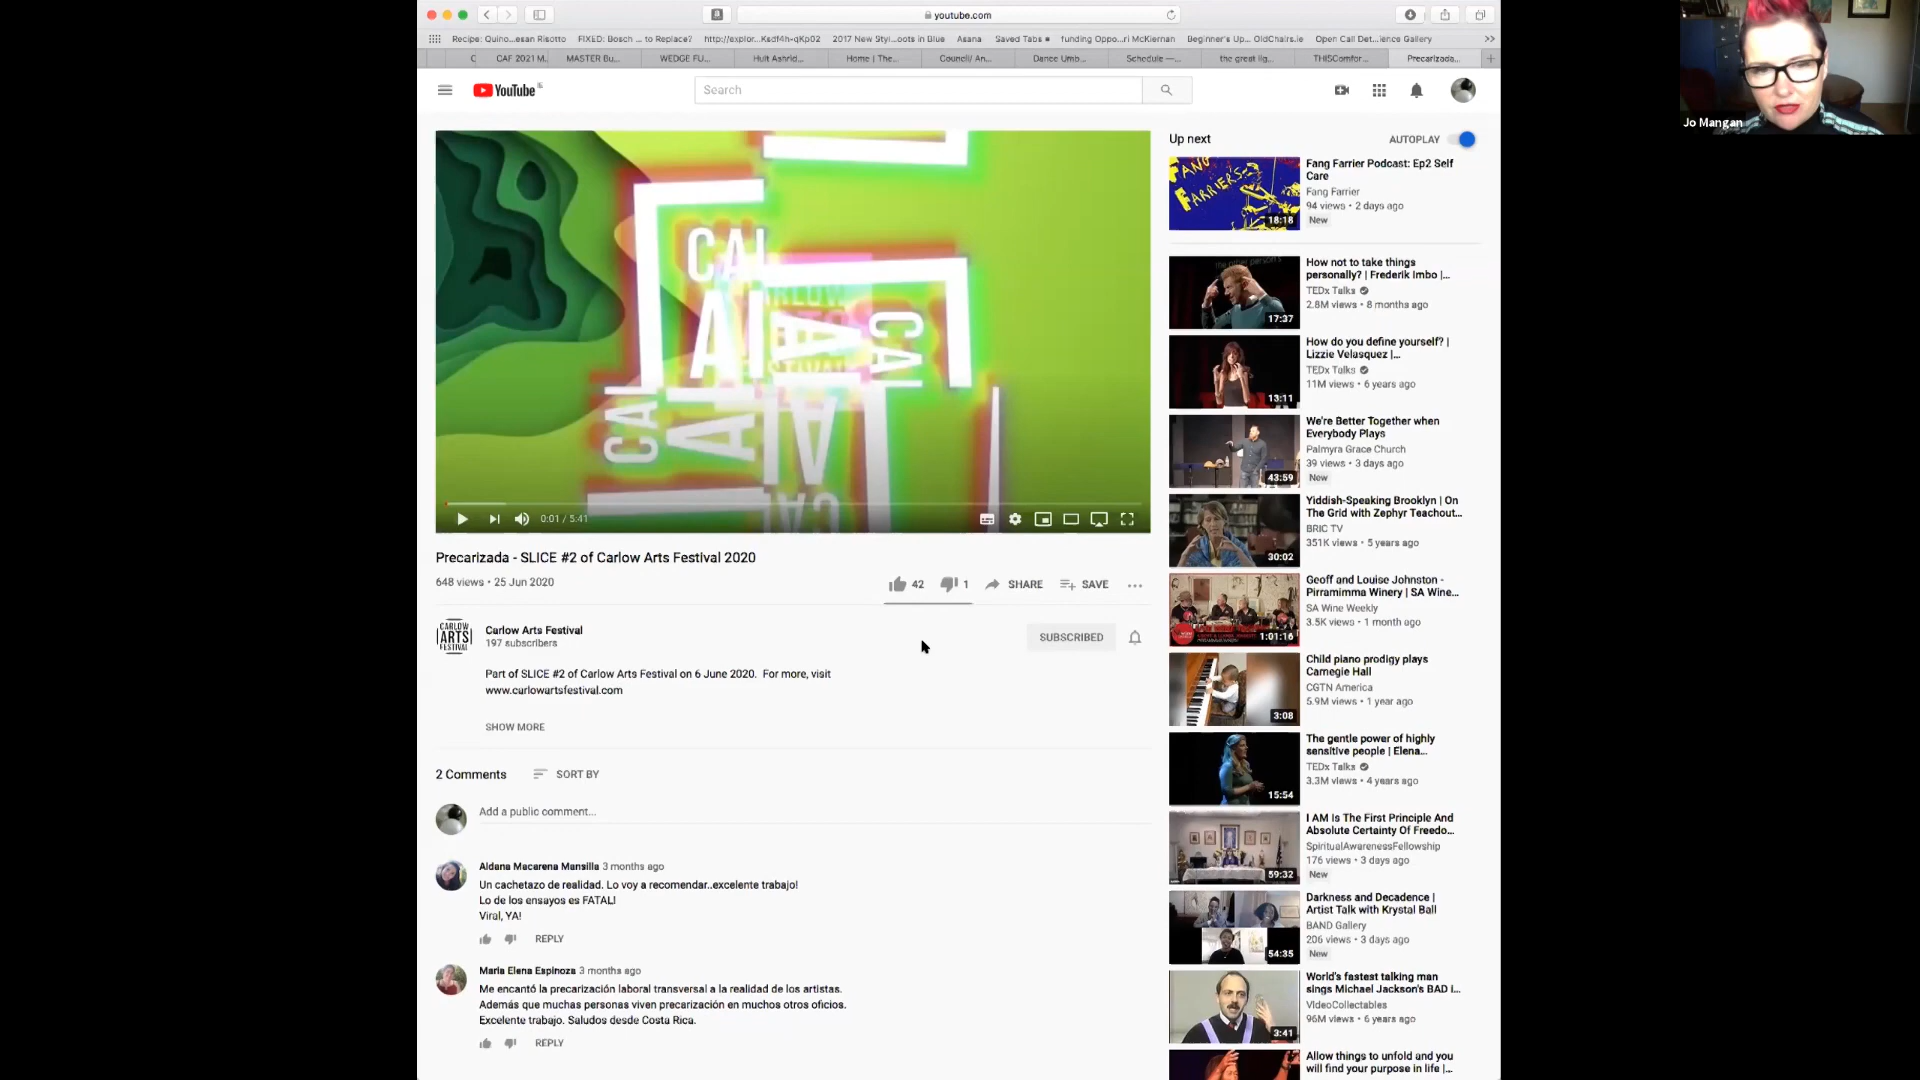 youtube.com
Recipe: Quino...esan Risotto
FIXED: Bosch ... to Replace?
http://explor...Ksdf4h-qKp02
2017 New Styl...oots in Blue
Asana
Saved Tabs
funding Oppo...ri McKiernan
Beginner's Up... OldChairs.ie
Open Call Det...ience Gallery
CAF 2021 M...
MASTER Bu...
WEDGE FU...
Hult Ashrid...
Home | The...
Council/ An...
Dance Umb...
Schedule —...
the great lig...
THISComfor...
Precarizada...
YouTube
IE
Search
Jo Mangan
CAI
AI
CAI
CAI
AI
0:01 / 5:41
Precarizada - SLICE #2 of Carlow Arts Festival 2020
648 views • 25 Jun 2020
42
1
SHARE
SAVE
CARLOW
ARTS
FESTIVAL
Carlow Arts Festival
197 subscribers
SUBSCRIBED
Part of SLICE #2 of Carlow Arts Festival on 6 June 2020. For more, visit
www.carlowartsfestival.com
SHOW MORE
2 Comments
SORT BY
Add a public comment...
Aldana Macarena Mansilla 3 months ago
Un cachetazo de realidad. Lo voy a recomendar..excelente trabajo!
Lo de los ensayos es FATAL!
Viral, YA!
REPLY
Maria Elena Espinoza 3 months ago
Me encantó la precarización laboral transversal a la realidad de los artistas.
Además que muchas personas viven precarización en muchos otros oficios.
Excelente trabajo. Saludos desde Costa Rica.
REPLY
Up next
AUTOPLAY
FANG
FARRIERS
18:18
Fang Farrier Podcast: Ep2 Self
Care
Fang Farrier
94 views • 2 days ago
New
17:37
How not to take things
personally? | Frederik Imbo |...
TEDx Talks
2.8M views • 8 months ago
13:11
How do you define yourself? |
Lizzie Velasquez |...
TEDx Talks
11M views • 6 years ago
43:59
We're Better Together when
Everybody Plays
Palmyra Grace Church
39 views • 3 days ago
New
30:02
Yiddish-Speaking Brooklyn | On
The Grid with Zephyr Teachout...
BRIC TV
351K views • 5 years ago
1:01:16
Geoff and Louise Johnston -
Pirramimma Winery | SA Wine...
SA Wine Weekly
3.5K views • 1 month ago
3:08
Child piano prodigy plays
Carnegie Hall
CGTN America
5.9M views • 1 year ago
15:54
The gentle power of highly
sensitive people | Elena...
TEDx Talks
3.3M views • 4 years ago
59:32
I AM Is The First Principle And
Absolute Certainty Of Freedo...
SpiritualAwarenessFellowship
176 views • 3 days ago
New
54:35
Darkness and Decadence |
Artist Talk with Krystal Ball
BAND Gallery
206 views • 3 days ago
New
3:41
World's fastest talking man
sings Michael Jackson's BAD i...
VideoCollectables
96M views • 6 years ago
Allow things to unfold and you
will find your purpose in life |...